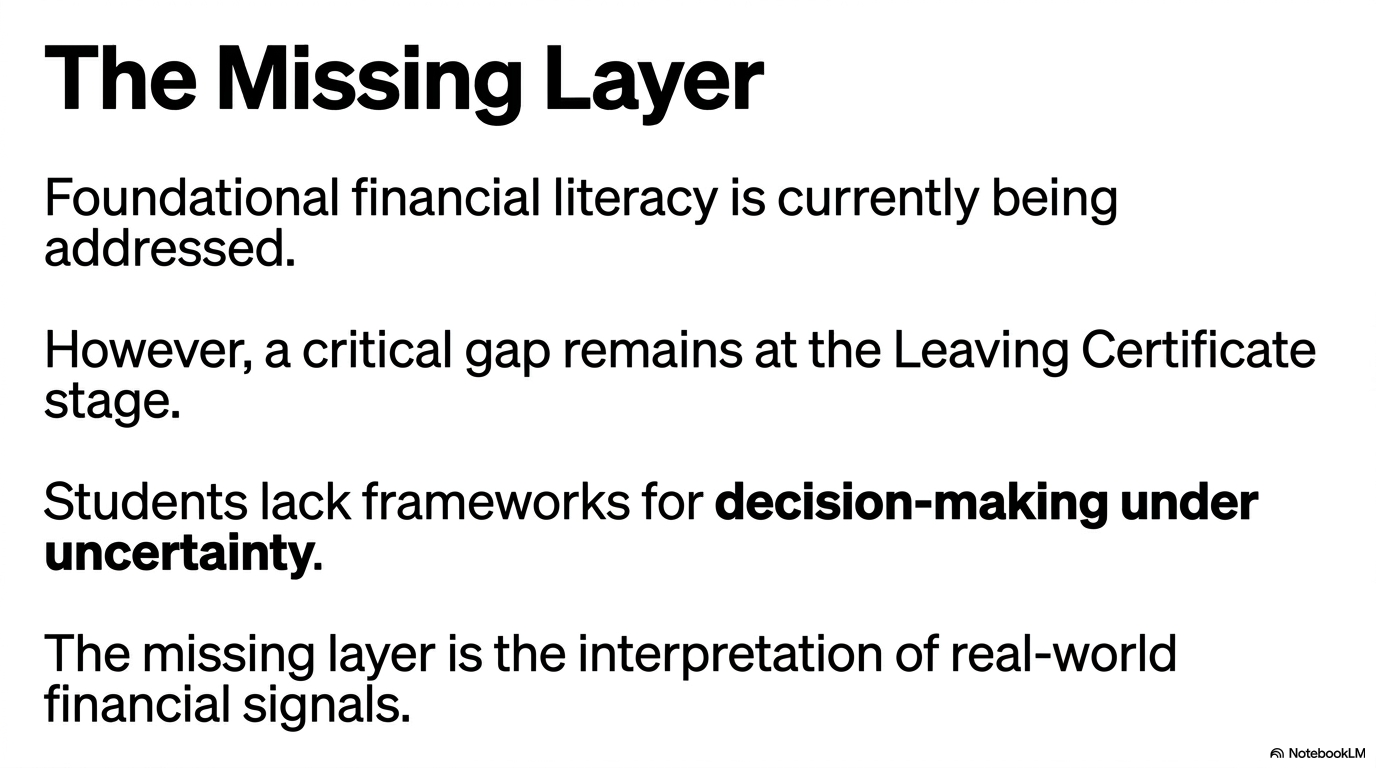 The Missing Layer
Foundational financial literacy is currently being
addressed.
However, a critical gap remains at the Leaving Certificate
stage.
Students lack frameworks for decision-making under
uncertainty.
The missing layer is the interpretation of real-world
financial signals.
NotebookLM